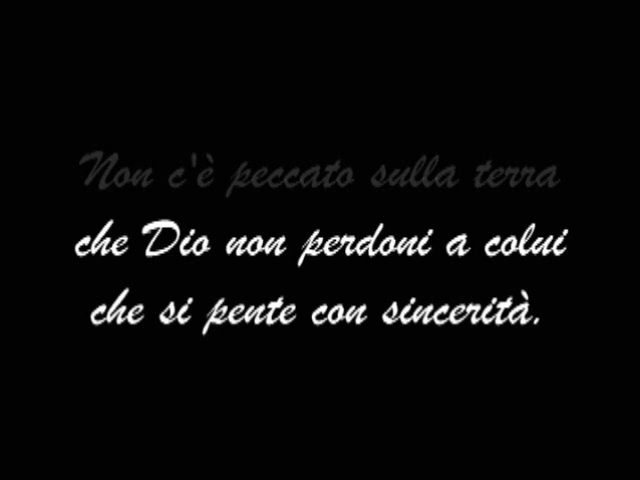 Non c'è peccato sulla terra
che Dio non perdoni a colui
che si pente con sincerità.